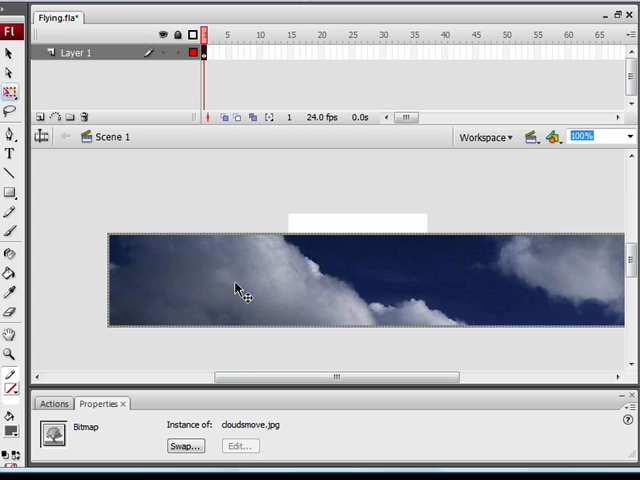 Flying.fla*
Fl
1 5 10 15 20 25 30 35 40 45 50 55 60 65
Layer 1
1 24.0 fps 0.0s
Scene 1
Workspace
100%
Actions
Properties
Bitmap
Instance of: cloudsmove.jpg
Swap...
Edit...